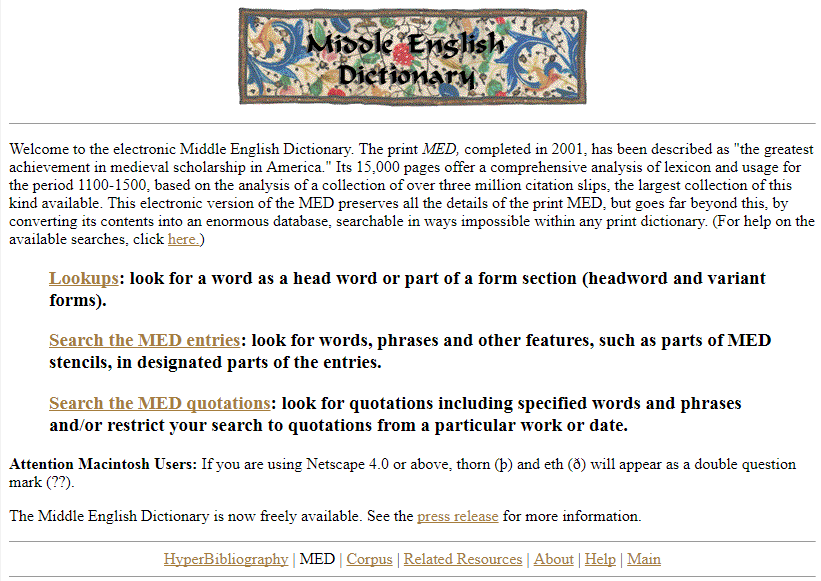 Middle English
Dictionary
Welcome to the electronic Middle English Dictionary. The print MED, completed in 2001, has been described as "the greatest
achievement in medieval scholarship in America." Its 15,000 pages offer a comprehensive analysis of lexicon and usage for
the period 1100-1500, based on the analysis of a collection of over three million citation slips, the largest collection of this
kind available. This electronic version of the MED preserves all the details of the print MED, but goes far beyond this, by
converting its contents into an enormous database, searchable in ways impossible within any print dictionary. (For help on the
available searches, click here.)
Lookups: look for a word as a head word or part of a form section (headword and variant
forms).
Search the MED entries: look for words, phrases and other features, such as parts of MED
stencils, in designated parts of the entries.
Search the MED quotations: look for quotations including specified words and phrases
and/or restrict your search to quotations from a particular work or date.
Attention Macintosh Users: If you are using Netscape 4.0 or above, thorn (þ) and eth (ð) will appear as a double question
mark (??).
The Middle English Dictionary is now freely available. See the press release for more information.
HyperBibliography | MED | Corpus | Related Resources | About | Help | Main